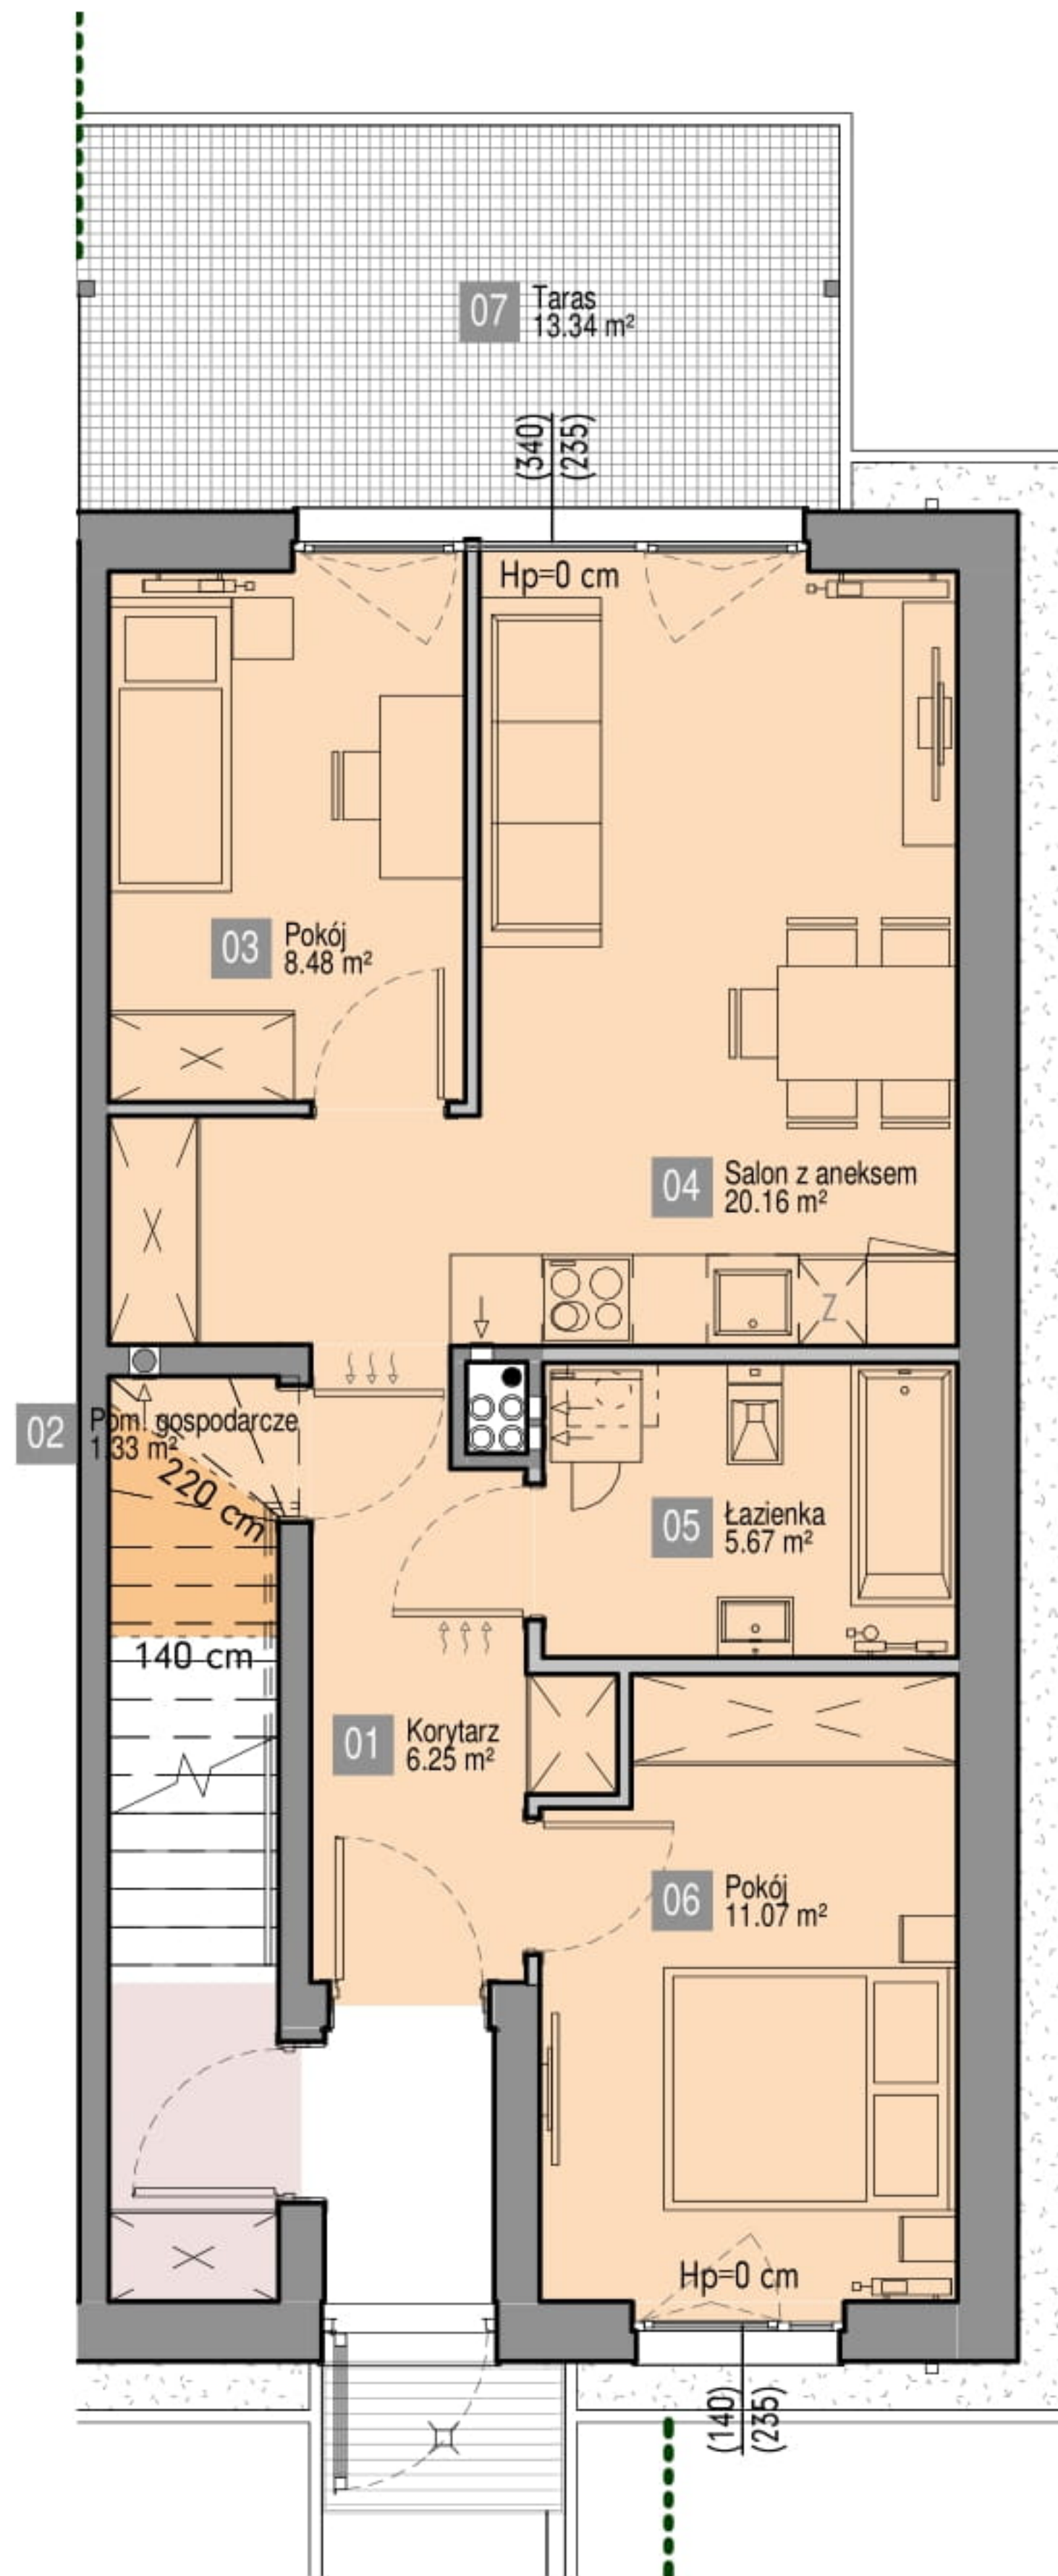 07 Taras
13.34 m²
(340)
(235)
Hp=0 cm
03 Pokój
8.48 m²
04 Salon z aneksem
20.16 m²
Z
02 Pom. gospodarcze
1.33 m²
220 cm
05 Łazienka
5.67 m²
140 cm
01 Korytarz
6.25 m²
06 Pokój
11.07 m²
Hp=0 cm
(140)
(235)